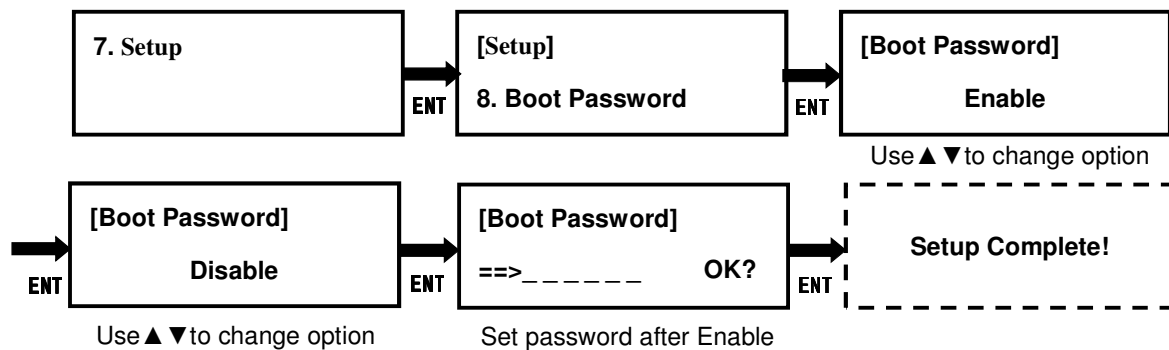 7. Setup
ENT
[Setup]
8. Boot Password
ENT
[Boot Password]
Enable
Use▲▼to change option
ENT
[Boot Password]
Disable
Use▲▼to change option
ENT
[Boot Password]
==>_ _ _ _ _ _ OK?
Set password after Enable
ENT
Setup Complete!